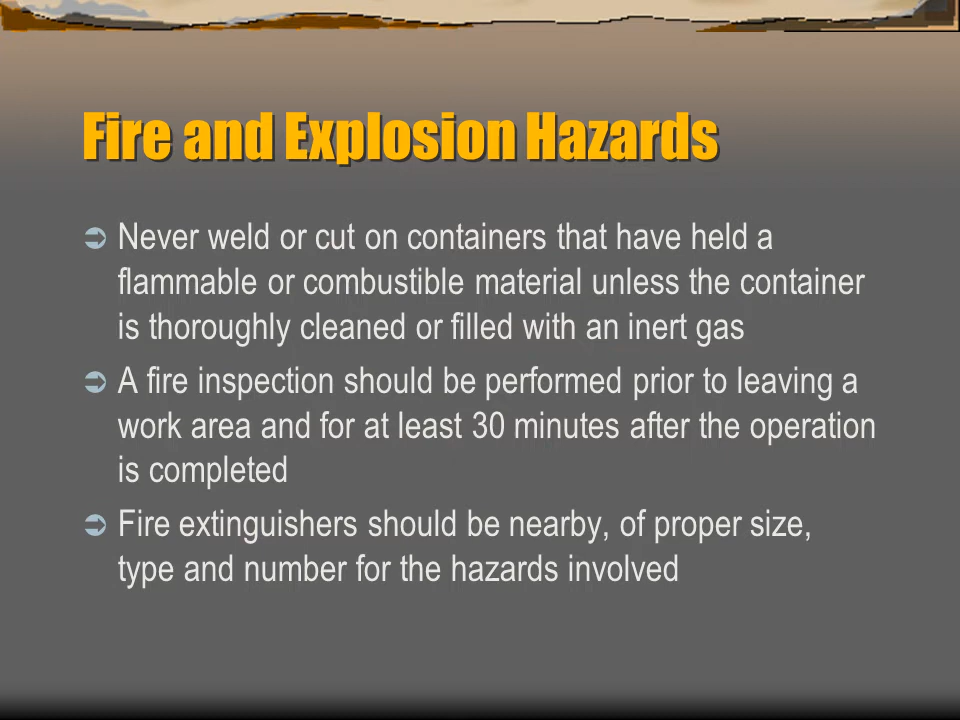 Fire and Explosion Hazards
Never weld or cut on containers that have held a
flammable or combustible material unless the container
is thoroughly cleaned or filled with an inert gas
A fire inspection should be performed prior to leaving a
work area and for at least 30 minutes after the operation
is completed
Fire extinguishers should be nearby, of proper size,
type and number for the hazards involved